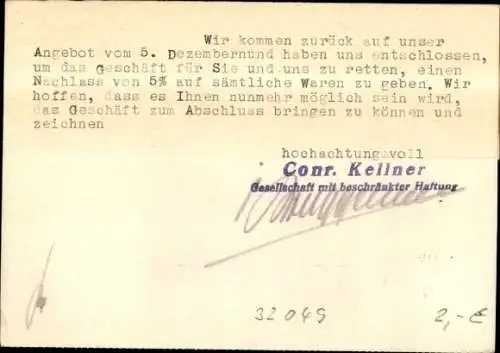 Wir kommen zurück auf unser
Angebot vom 5. Dezembernund haben uns entschlossen,
um das Geschäft für Sie und uns zu retten, einen
Nachlass von 5% auf sämtliche Waren zu geben. Wir
hoffen, dass es Ihnen nunmehr möglich sein wird,
das Geschäft zum Abschluss bringen zu können und
zeichnen
hochachtungsvoll
Conr. Kellner
Gesellschaft mit beschränkter Haftung
32049 2,-€